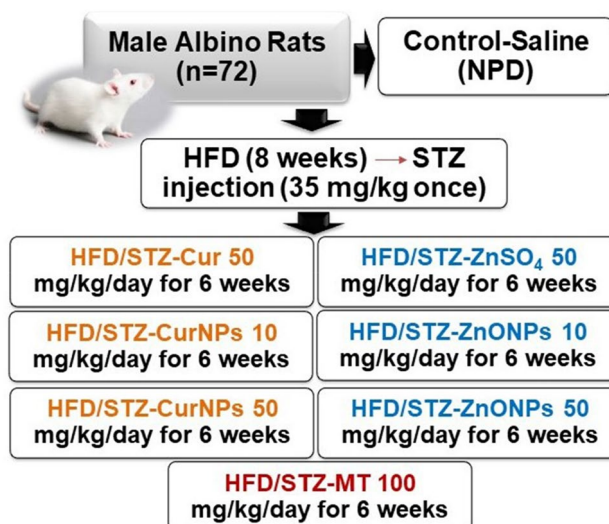 Male Albino Rats
(n=72)
Control-Saline
(NPD)
HFD (8 weeks) → STZ
injection (35 mg/kg once)
HFD/STZ-Cur 50
mg/kg/day for 6 weeks
HFD/STZ-ZnSO₄ 50
mg/kg/day for 6 weeks
HFD/STZ-CurNPs 10
mg/kg/day for 6 weeks
HFD/STZ-ZnONPs 10
mg/kg/day for 6 weeks
HFD/STZ-CurNPs 50
mg/kg/day for 6 weeks
HFD/STZ-ZnONPs 50
mg/kg/day for 6 weeks
HFD/STZ-MT 100
mg/kg/day for 6 weeks